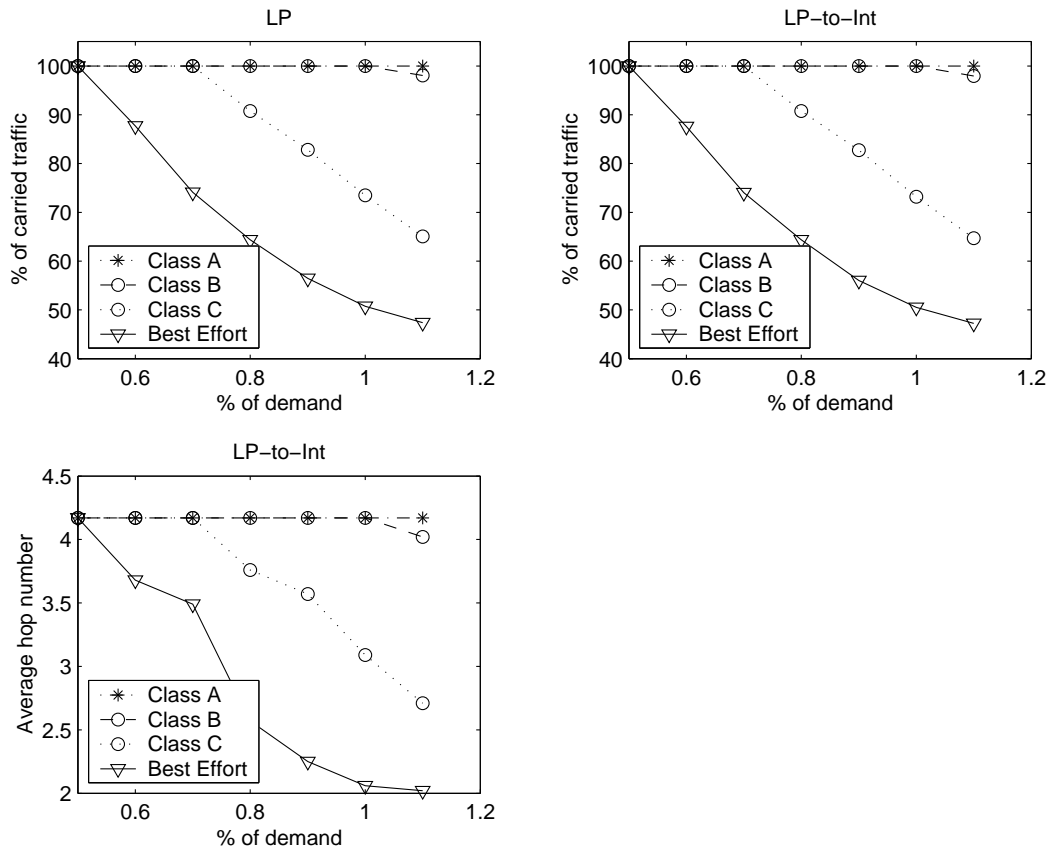 LP
% of carried traffic
100
90
80
70
60
50
40
Class A
Class B
Class C
Best Effort
0.6
0.8
1
1.2
% of demand
LP−to−Int
% of carried traffic
100
90
80
70
60
50
40
Class A
Class B
Class C
Best Effort
0.6
0.8
1
1.2
% of demand
LP−to−Int
Average hop number
4.5
4
3.5
3
2.5
2
Class A
Class B
Class C
Best Effort
0.6
0.8
1
1.2
% of demand